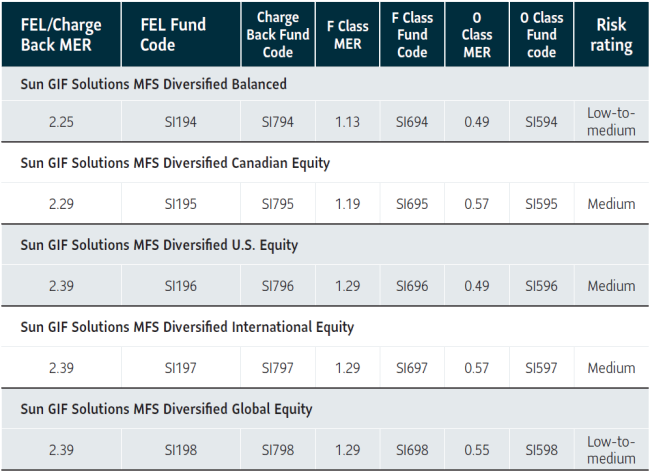 FEL/Charge Back MER | FEL Fund Code | Charge Back Fund Code | F Class MER | F Class Fund Code | O Class MER | O Class Fund code | Risk rating
Sun GIF Solutions MFS Diversified Balanced
2.25 | SI194 | SI794 | 1.13 | SI694 | 0.49 | SI594 | Low-to-medium
Sun GIF Solutions MFS Diversified Canadian Equity
2.29 | SI195 | SI795 | 1.19 | SI695 | 0.57 | SI595 | Medium
Sun GIF Solutions MFS Diversified U.S. Equity
2.39 | SI196 | SI796 | 1.29 | SI696 | 0.49 | SI596 | Medium
Sun GIF Solutions MFS Diversified International Equity
2.39 | SI197 | SI797 | 1.29 | SI697 | 0.57 | SI597 | Medium
Sun GIF Solutions MFS Diversified Global Equity
2.39 | SI198 | SI798 | 1.29 | SI698 | 0.55 | SI598 | Low-to-medium